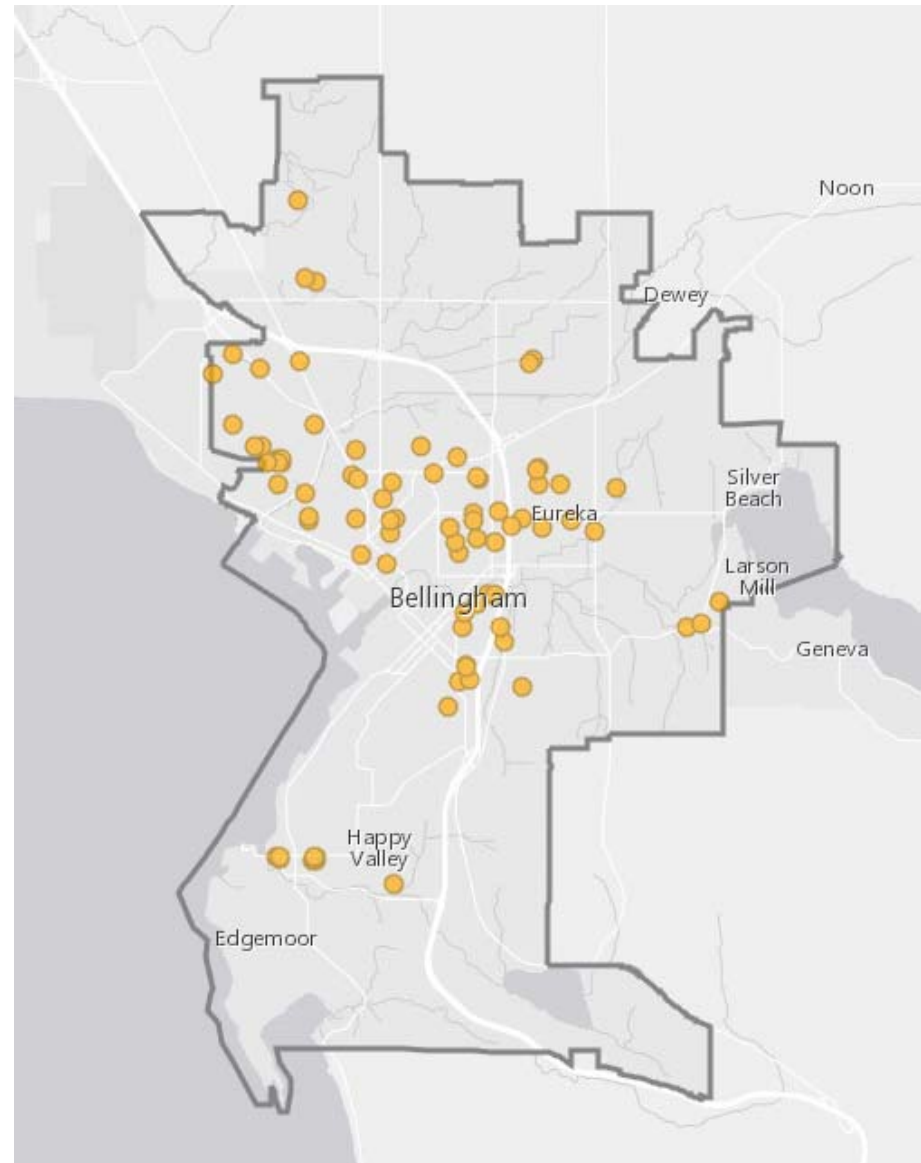 Noon
Dewey
Silver
Beach
Eureka
Larson
Mill
Bellingham
Geneva
Happy
Valley
Edgemoor